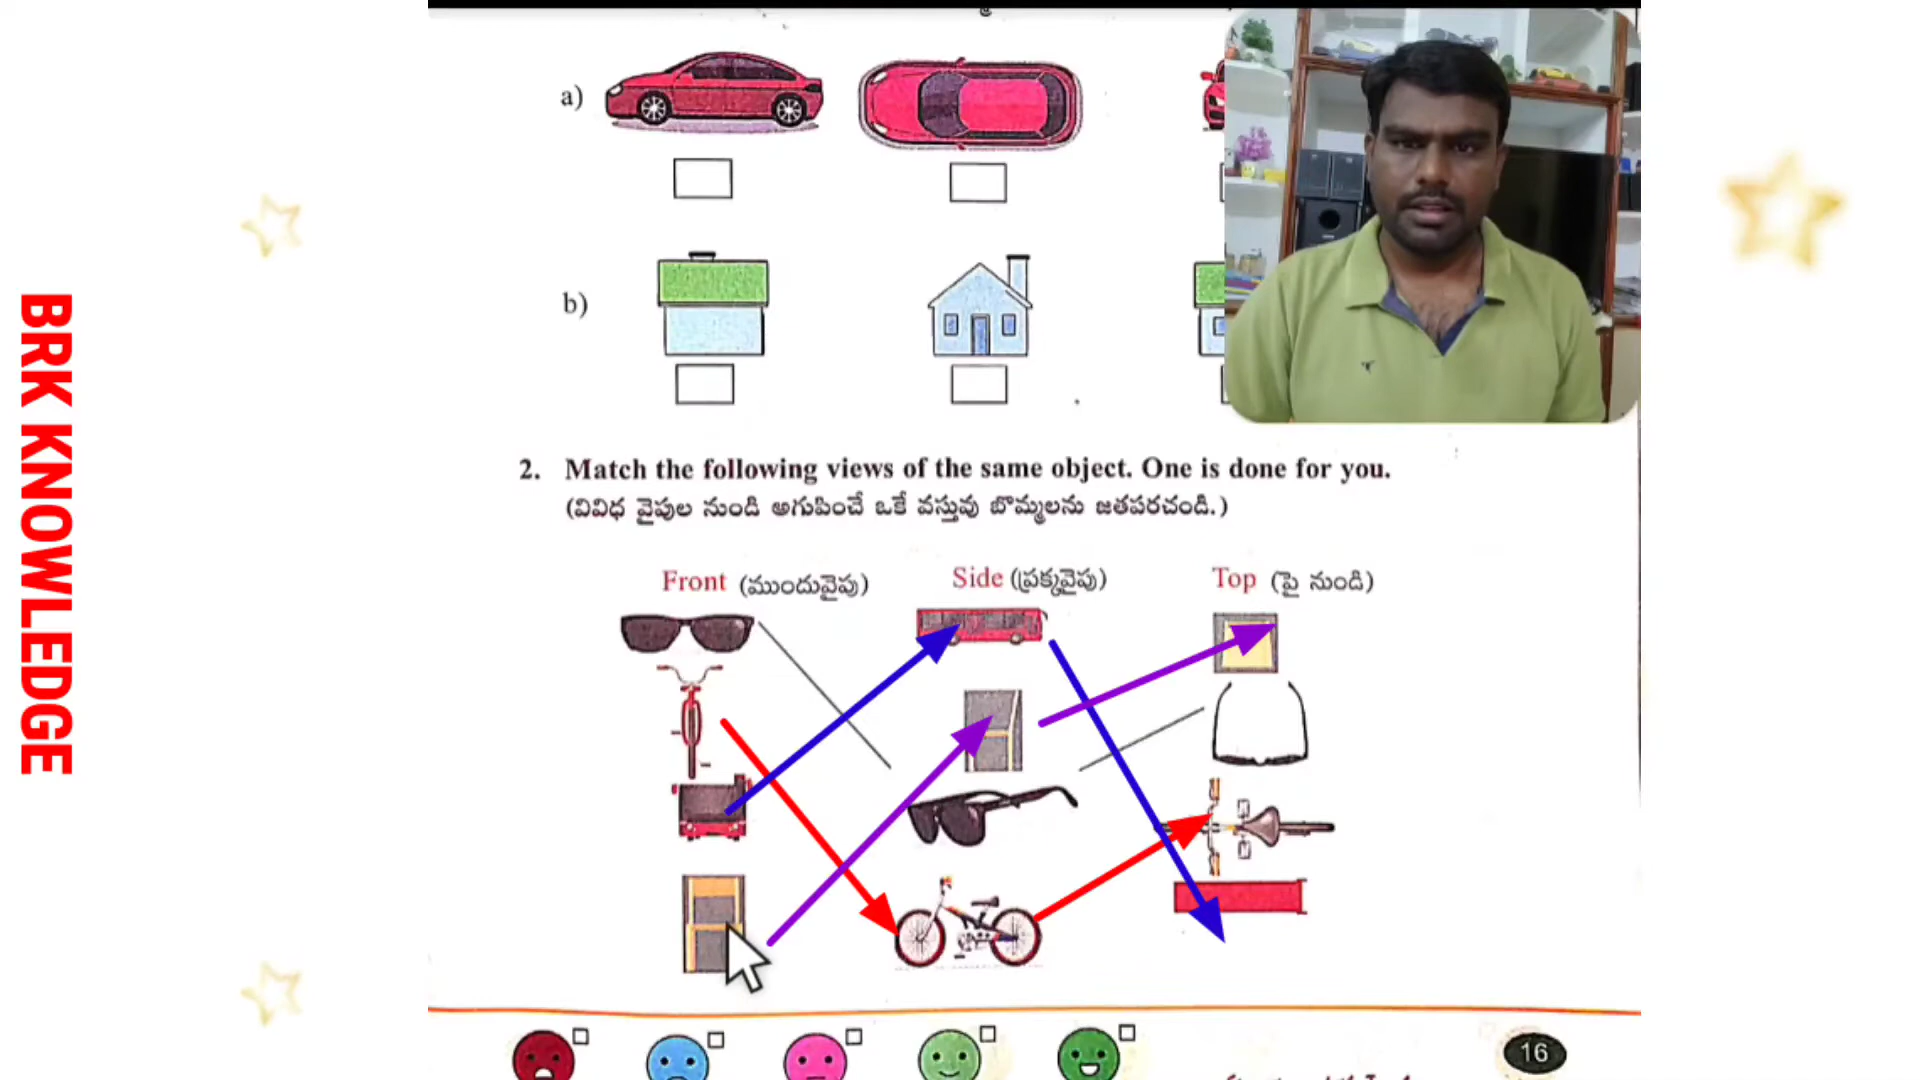 BRK KNOWLEDGE
a)
b)
2. Match the following views of the same object. One is done for you.
(వివిధ వైపుల నుండి అగుపించే ఒకే వస్తువు బొమ్మలను జతపరచండి.)
Front (ముందువైపు) Side (ప్రక్కవైపు) Top (పై నుండి)
16